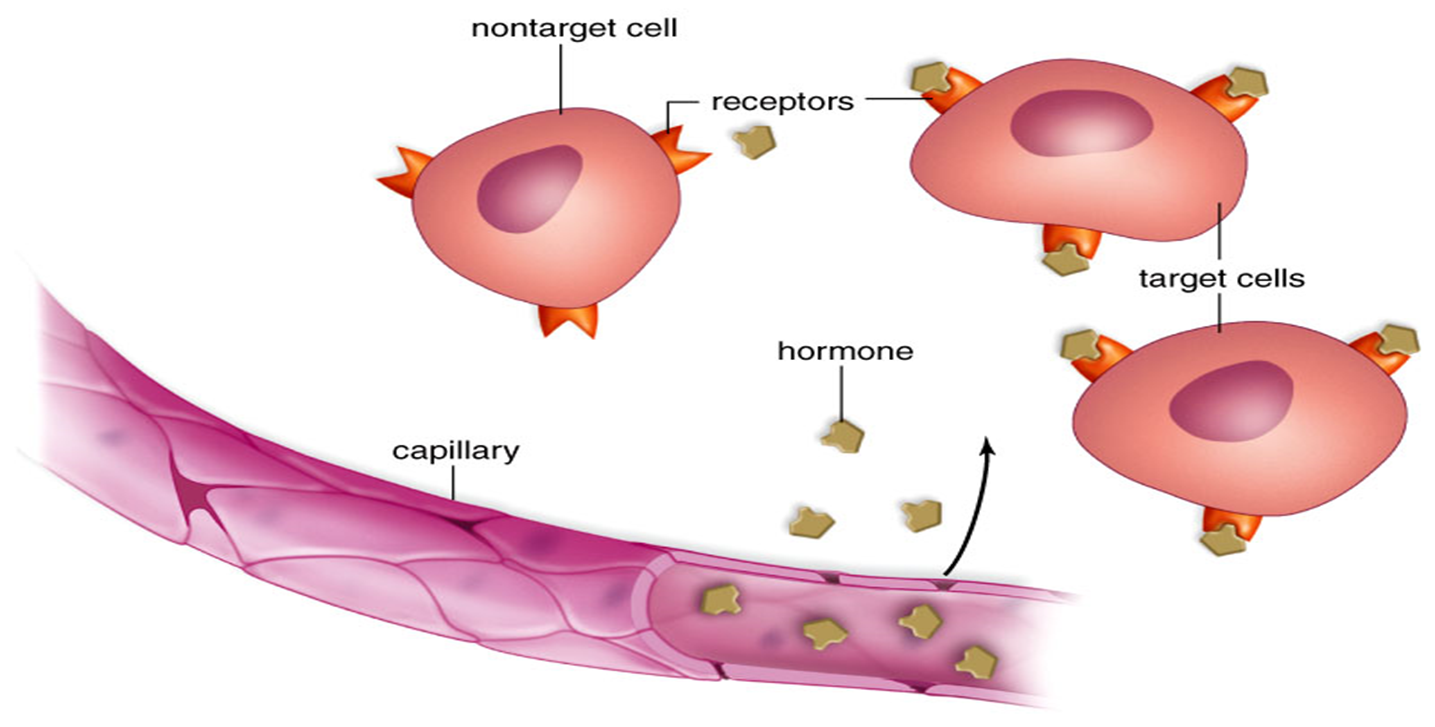 nontarget cell
receptors
target cells
hormone
capillary